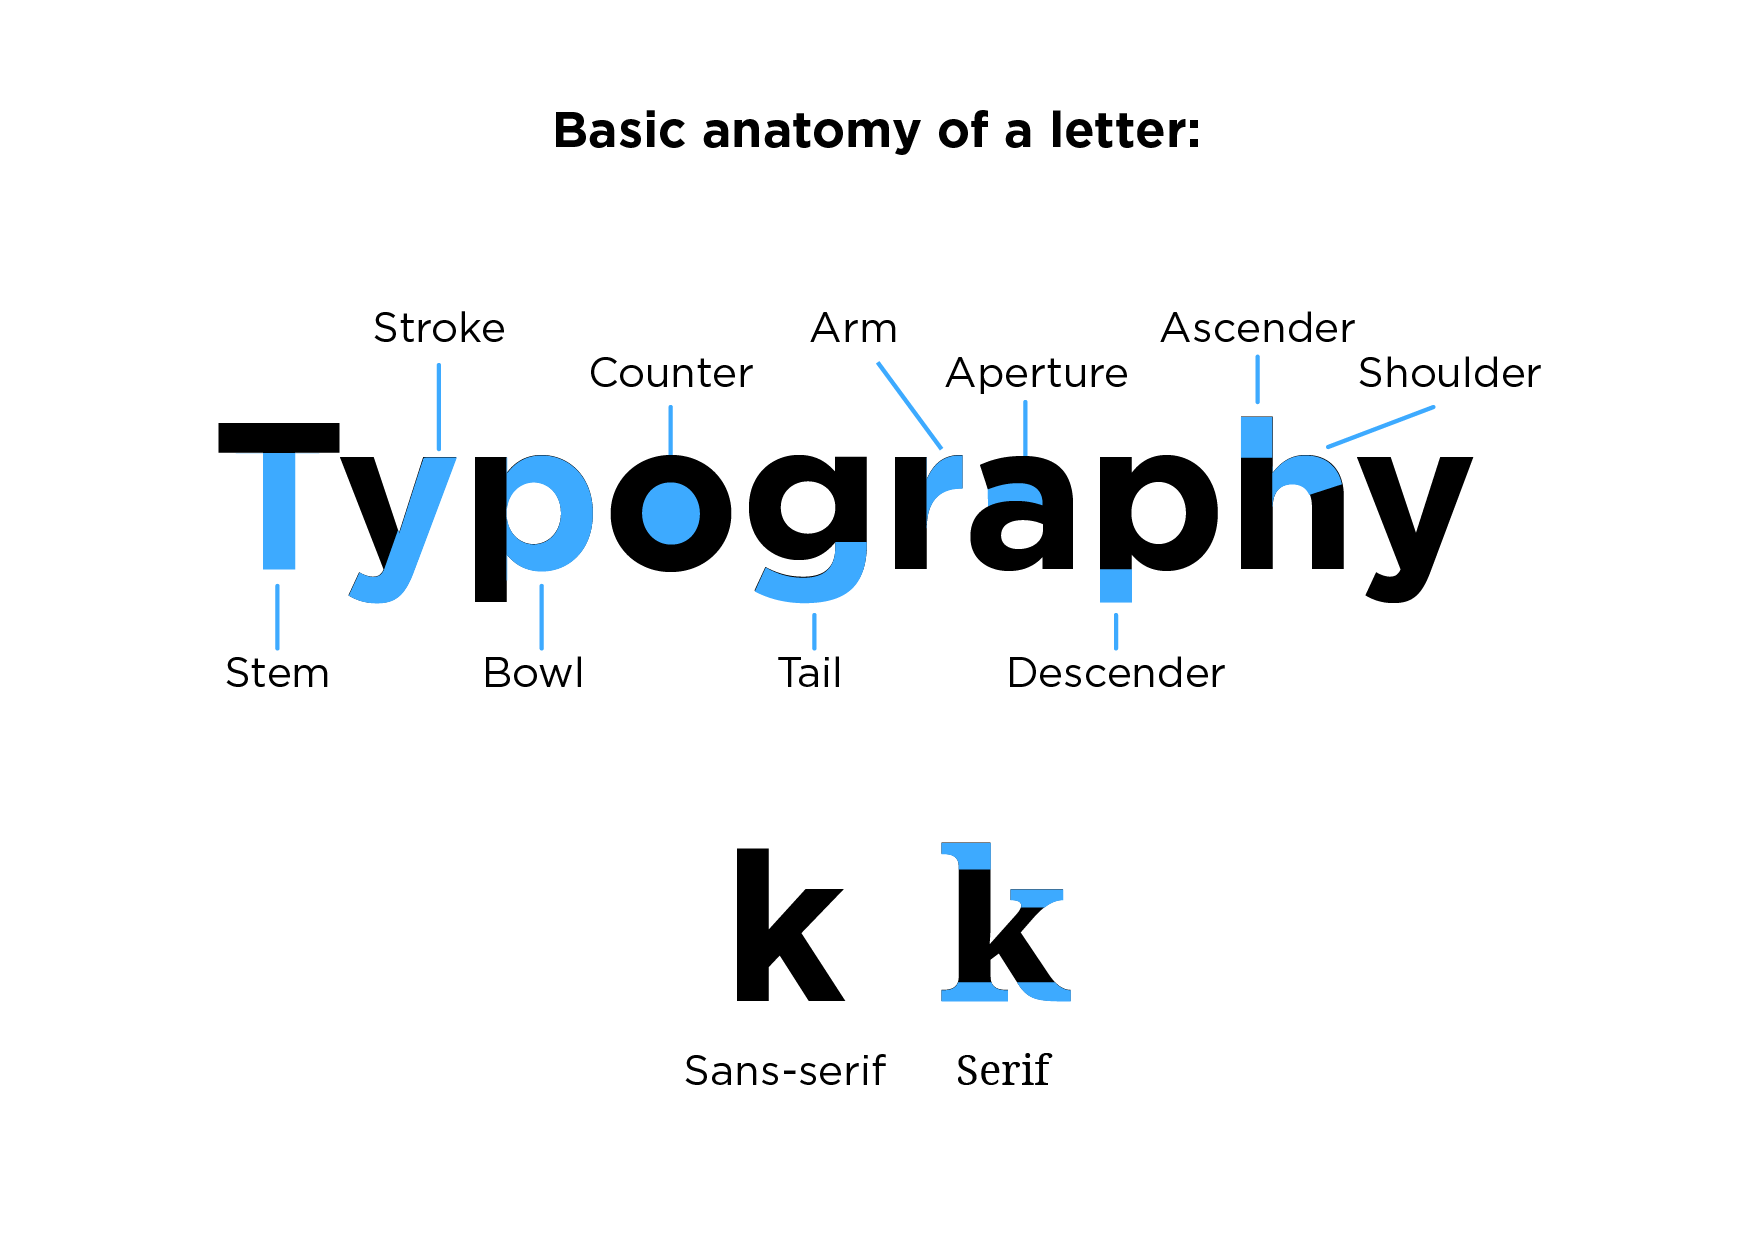 Basic anatomy of a letter:
Stroke
Arm
Ascender
Counter
Aperture
Shoulder
Typography
Stem
Bowl
Tail
Descender
k
k
Sans-serif
Serif